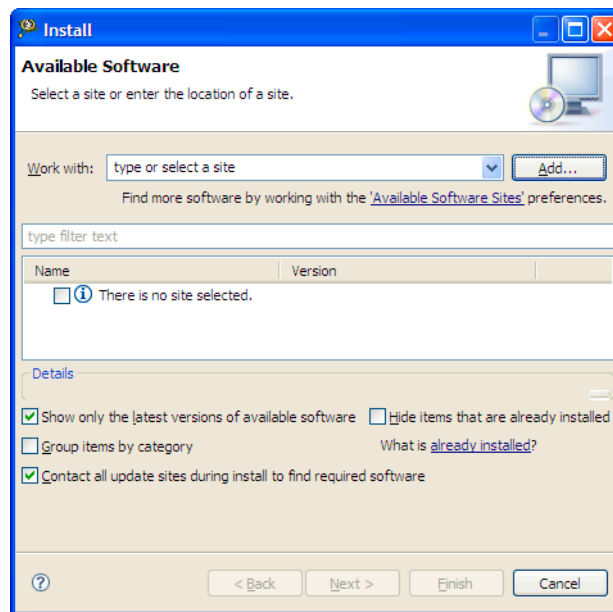 Install
Available Software
Select a site or enter the location of a site.
Work with: type or select a site Add...
Find more software by working with the 'Available Software Sites' preferences.
type filter text
Name Version
There is no site selected.
Details
Show only the latest versions of available software Hide items that are already installed
Group items by category What is already installed?
Contact all update sites during install to find required software
< Back Next > Finish Cancel